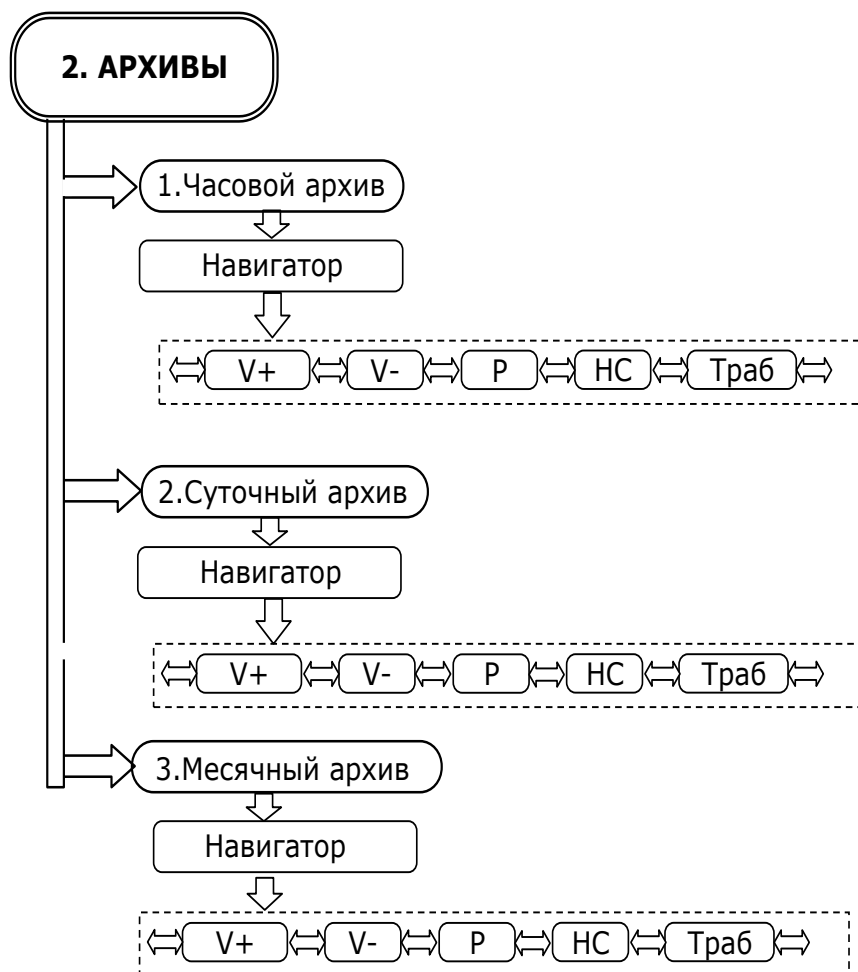 2. АРХИВЫ
1.Часовой архив
Навигатор
V+ V- P НС Траб
2.Суточный архив
Навигатор
V+ V- P НС Траб
3.Месячный архив
Навигатор
V+ V- P НС Траб